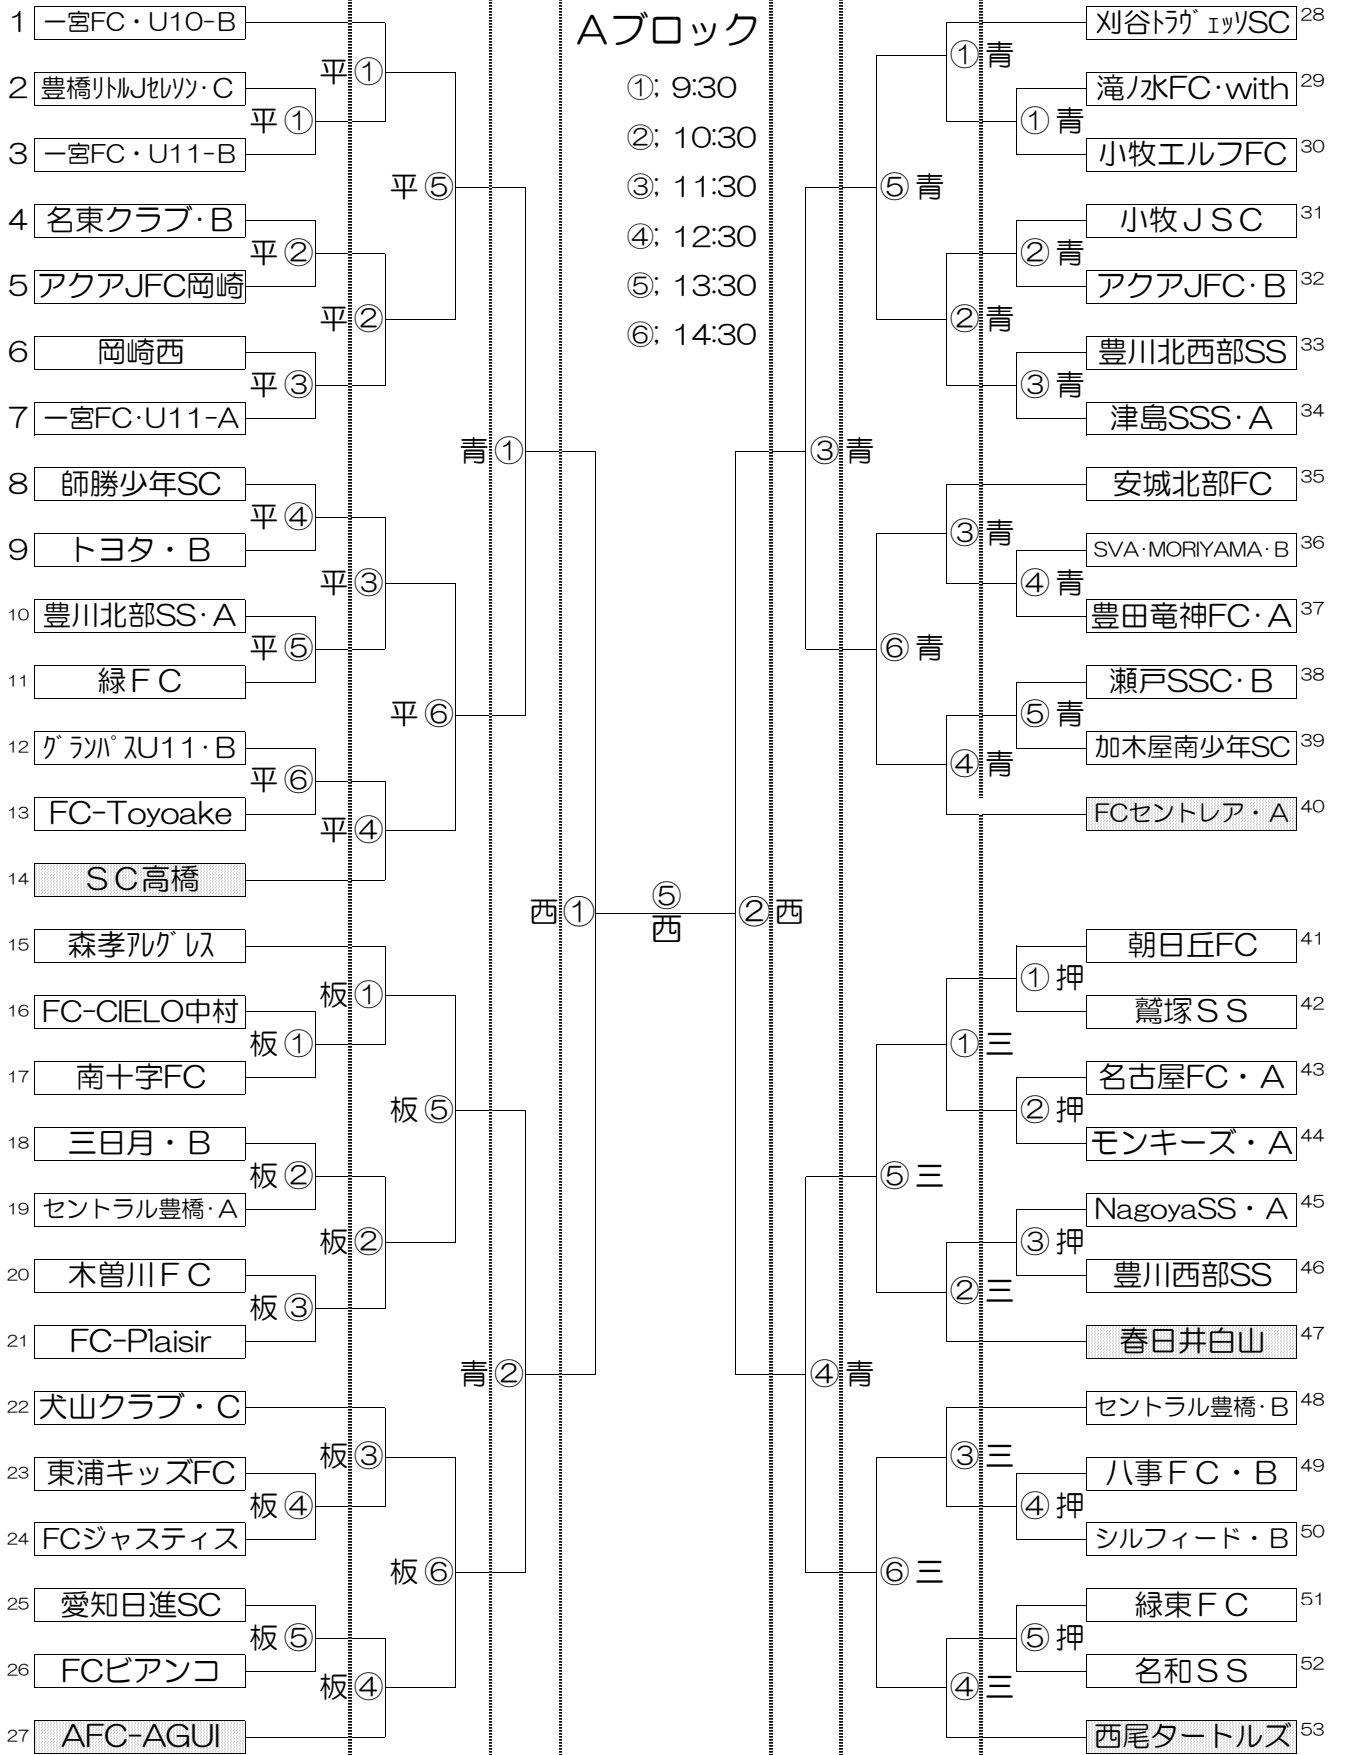 Aブロック
①; 9:30
②; 10:30
③; 11:30
④; 12:30
⑤; 13:30
⑥; 14:30
1 一宮FC・U10-B
2 豊橋ﾘﾄﾙJｾﾚｿﾝ・C
3 一宮FC・U11-B
4 名東クラブ・B
5 アクアJFC岡崎
6 岡崎西
7 一宮FC・U11-A
8 師勝少年SC
9 トヨタ・B
10 豊川北部SS・A
11 緑FC
12 ｸﾞﾗﾝﾊﾟｽU11・B
13 FC-Toyoake
14 SC高橋
15 森孝ｱﾚｸﾞﾚｽ
16 FC-CIELO中村
17 南十字FC
18 三日月・B
19 セントラル豊橋・A
20 木曽川FC
21 FC-Plaisir
22 犬山クラブ・C
23 東浦キッズFC
24 FCジャスティス
25 愛知日進SC
26 FCビアンコ
27 AFC-AGUI
平①
平②
平③
平④
平⑤
平⑥
板①
板②
板③
板④
板⑤
平①
平②
平③
平④
板①
板②
板③
板④
平⑤
平⑥
板⑤
板⑥
青①
青②
西①
⑤
西
②西
③青
④青
⑤青
⑥青
⑤三
⑥三
①青
②青
③青
④青
①三
②三
③三
④三
①青
②青
③青
④青
⑤青
①押
②押
③押
④押
⑤押
刈谷ﾄﾗｳﾞｪｯｿSC 28
滝ﾉ水FC・with 29
小牧エルフFC 30
小牧JSC 31
アクアJFC・B 32
豊川北西部SS 33
津島SSS・A 34
安城北部FC 35
SVA・MORIYAMA・B 36
豊田竜神FC・A 37
瀬戸SSC・B 38
加木屋南少年SC 39
FCセントレア・A 40
朝日丘FC 41
鷲塚SS 42
名古屋FC・A 43
モンキーズ・A 44
NagoyaSS・A 45
豊川西部SS 46
春日井白山 47
セントラル豊橋・B 48
八事FC・B 49
シルフィード・B 50
緑東FC 51
名和SS 52
西尾タートルズ 53